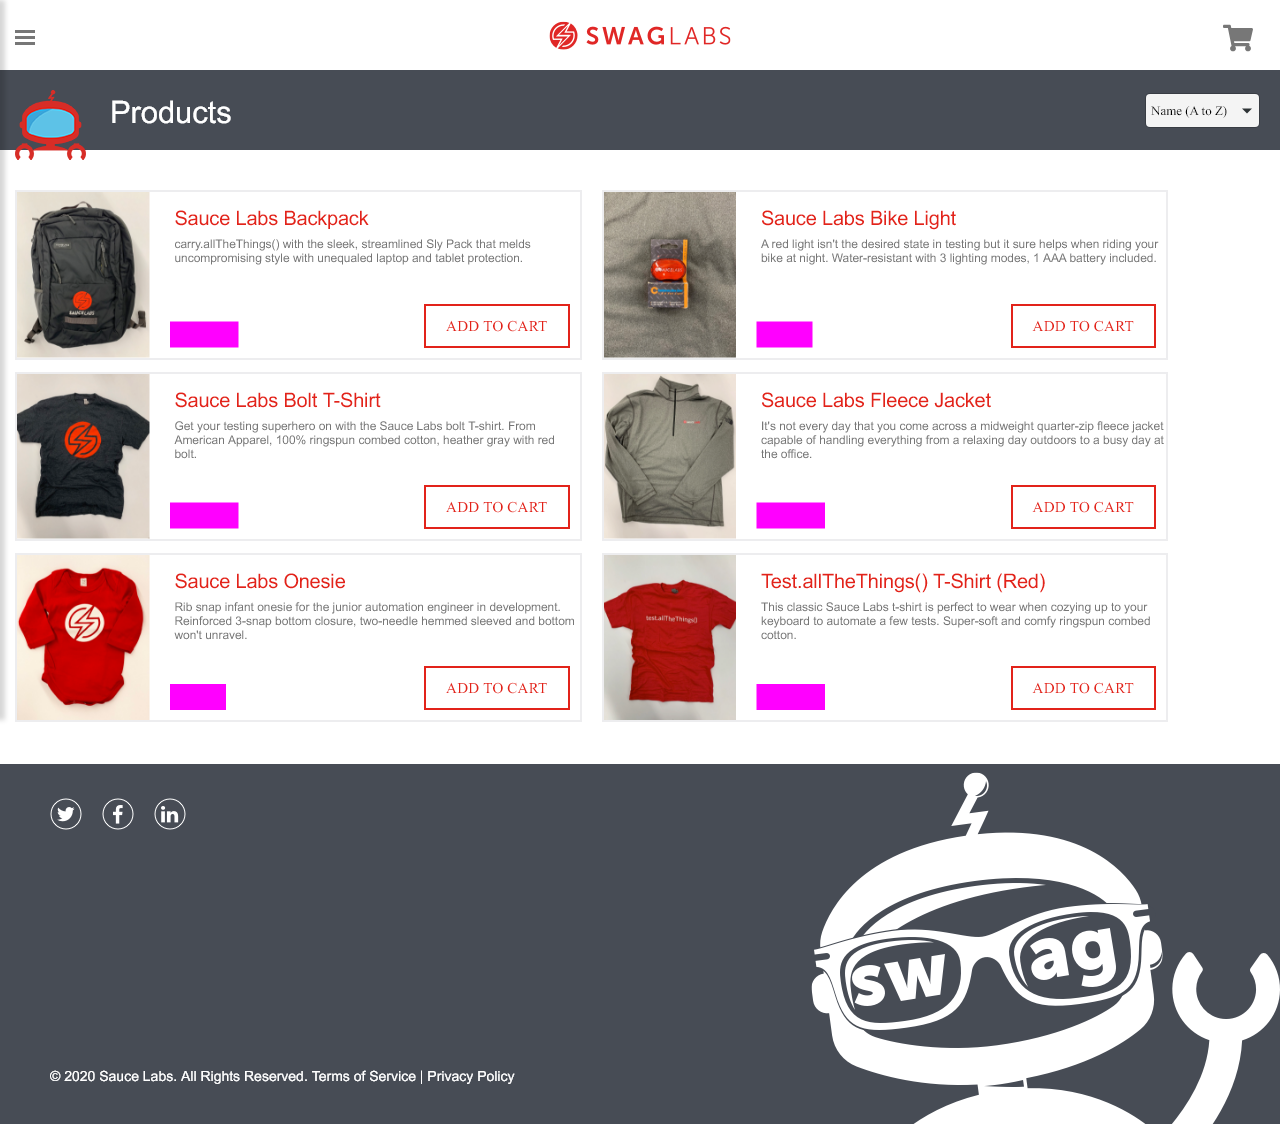 SWAGLABS
Products
Name (A to Z)
Sauce Labs Backpack
carry.allTheThings() with the sleek, streamlined Sly Pack that melds
uncompromising style with unequaled laptop and tablet protection.
ADD TO CART
SAUCELABS
Sauce Labs Bike Light
A red light isn't the desired state in testing but it sure helps when riding your
bike at night. Water-resistant with 3 lighting modes, 1 AAA battery included.
ADD TO CART
Sauce Labs Bolt T-Shirt
Get your testing superhero on with the Sauce Labs bolt T-shirt. From
American Apparel, 100% ringspun combed cotton, heather gray with red
bolt.
ADD TO CART
Sauce Labs Fleece Jacket
It's not every day that you come across a midweight quarter-zip fleece jacket
capable of handling everything from a relaxing day outdoors to a busy day at
the office.
ADD TO CART
Sauce Labs Onesie
Rib snap infant onesie for the junior automation engineer in development.
Reinforced 3-snap bottom closure, two-needle hemmed sleeved and bottom
won't unravel.
ADD TO CART
test.allTheThings()
Test.allTheThings() T-Shirt (Red)
This classic Sauce Labs t-shirt is perfect to wear when cozying up to your
keyboard to automate a few tests. Super-soft and comfy ringspun combed
cotton.
ADD TO CART
swag
© 2020 Sauce Labs. All Rights Reserved. Terms of Service | Privacy Policy